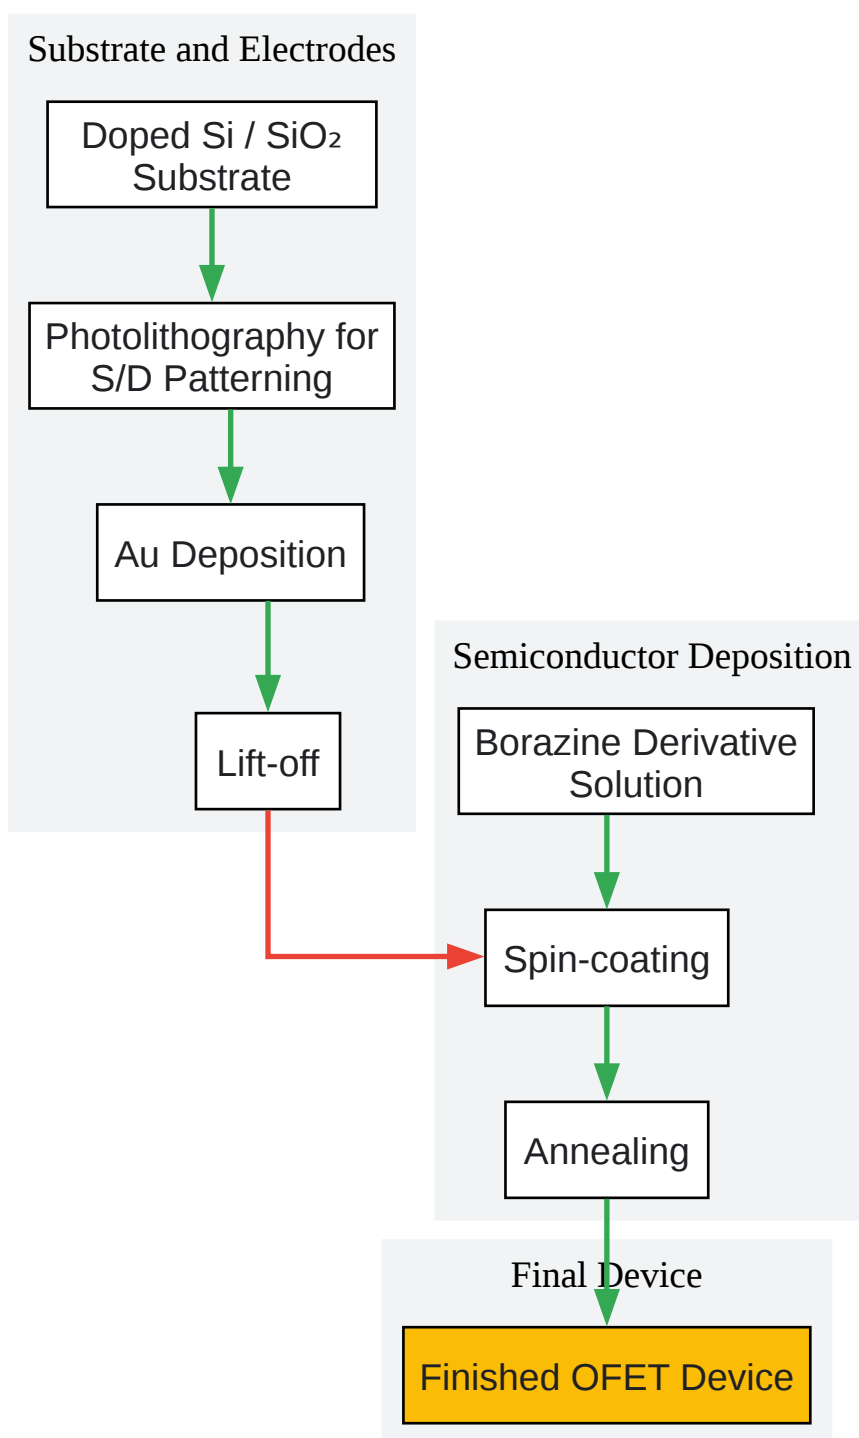 Substrate and Electrodes
Doped Si / SiO₂
Substrate
Photolithography for
S/D Patterning
Au Deposition
Lift-off
Semiconductor Deposition
Borazine Derivative
Solution
Spin-coating
Annealing
Final Device
Finished OFET Device